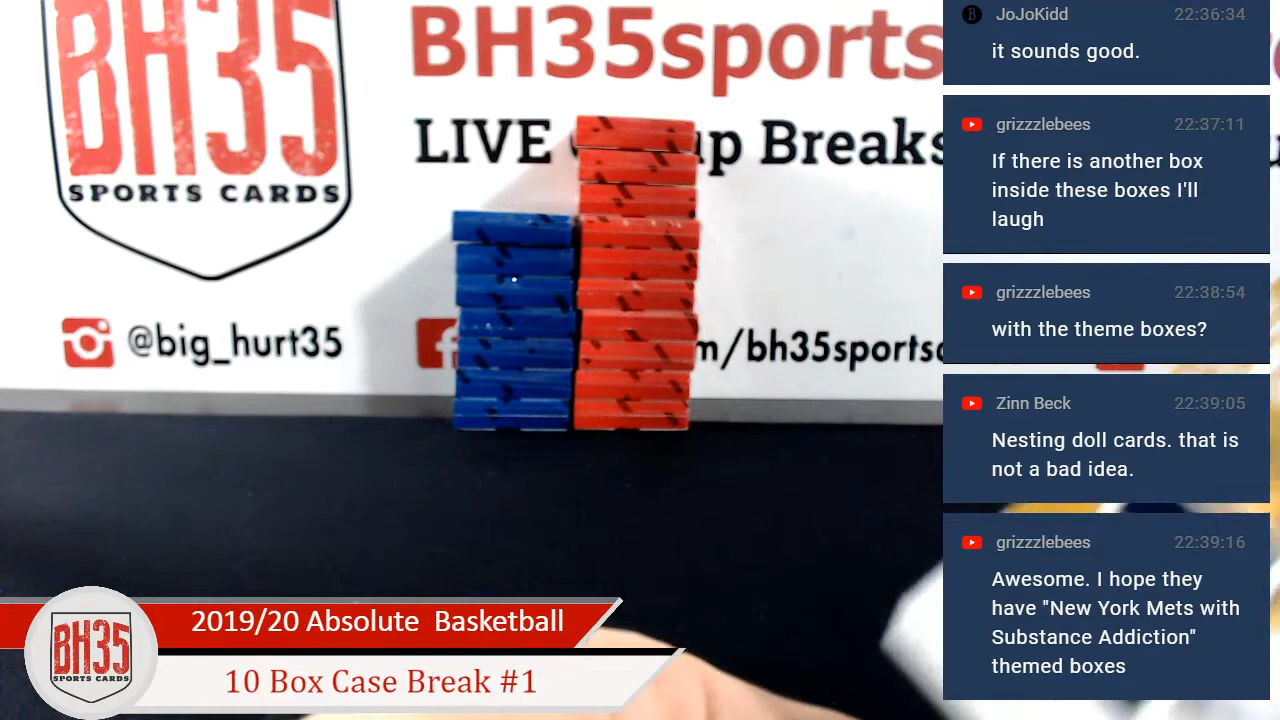 BH35
SPORTS CARDS
BH35sports
LIVE
p Breaks
@big_hurt35
m/bh35sports
JoJoKidd 22:36:34
it sounds good.
grizzzlebees 22:37:11
If there is another box
inside these boxes I'll
laugh
grizzzlebees 22:38:54
with the theme boxes?
Zinn Beck 22:39:05
Nesting doll cards. that is
not a bad idea.
grizzzlebees 22:39:16
Awesome. I hope they
have "New York Mets with
Substance Addiction"
themed boxes
BH35
SPORTS CARDS
2019/20 Absolute Basketball
10 Box Case Break #1